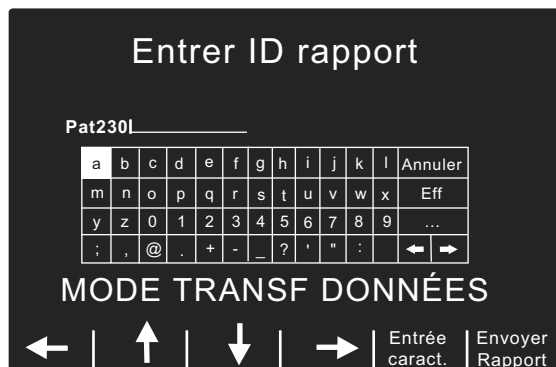 Entrer ID rapport
Pat230
a b c d e f g h i j k l Annuler
m n o p q r s t u v w x Eff
y z 0 1 2 3 4 5 6 7 8 9 ...
; , @ . + - _ ? ' " :
MODE TRANSF DONNÉES
Entrée Envoyer
caract. Rapport